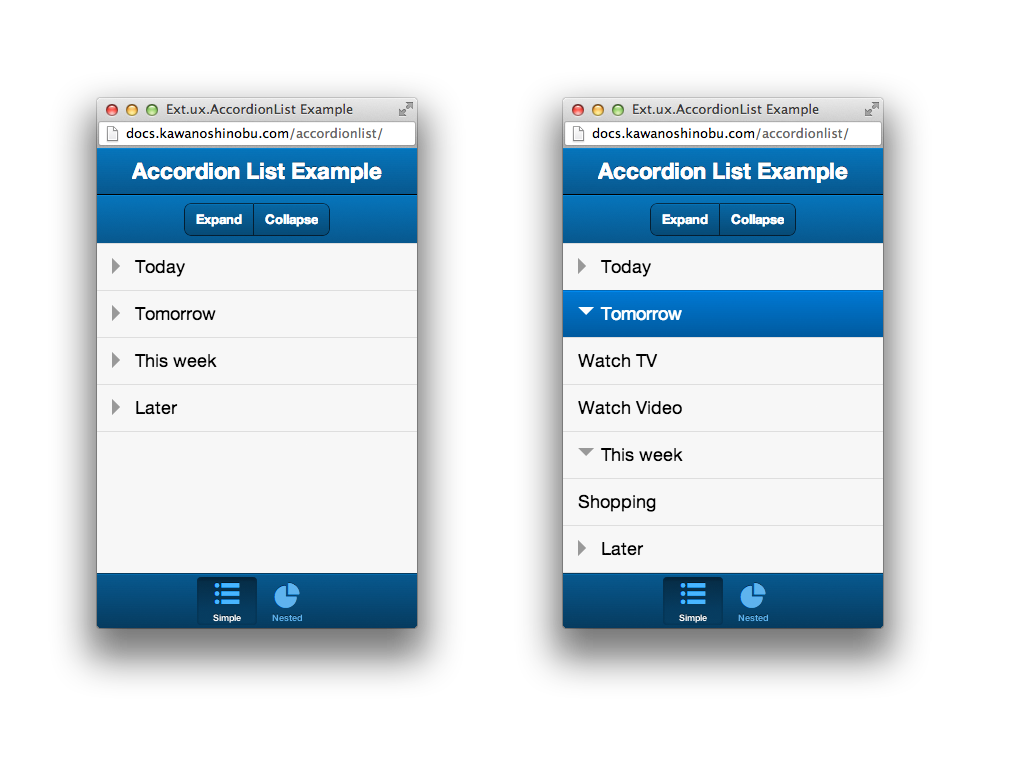 Ext.ux.AccordionList Example
docs.kawanoshinobu.com/accordionlist/
Accordion List Example
Expand Collapse
Today
Tomorrow
This week
Later
Simple Nested
Ext.ux.AccordionList Example
docs.kawanoshinobu.com/accordionlist/
Accordion List Example
Expand Collapse
Today
Tomorrow
Watch TV
Watch Video
This week
Shopping
Later
Simple Nested